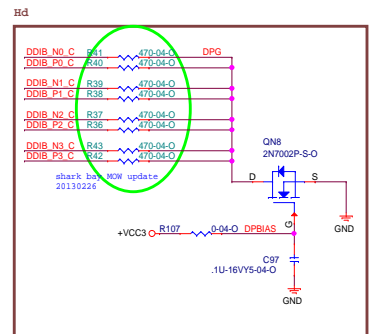 Hd
DDIB_N0_C R41 470-04-O DPG
DDIB_P0_C R40 470-04-O
DDIB_N1_C R39 470-04-O
DDIB_P1_C R38 470-04-O
DDIB_N2_C R37 470-04-O
DDIB_P2_C R36 470-04-O
DDIB_N3_C R43 470-04-O
DDIB_P3_C R42 470-04-O
shark bay MOW update
20130226
QN8
2N7002P-S-O
D S
G
GND
+VCC3 R107 0-04-O DPBIAS
C97
.1U-16VY5-04-O
GND